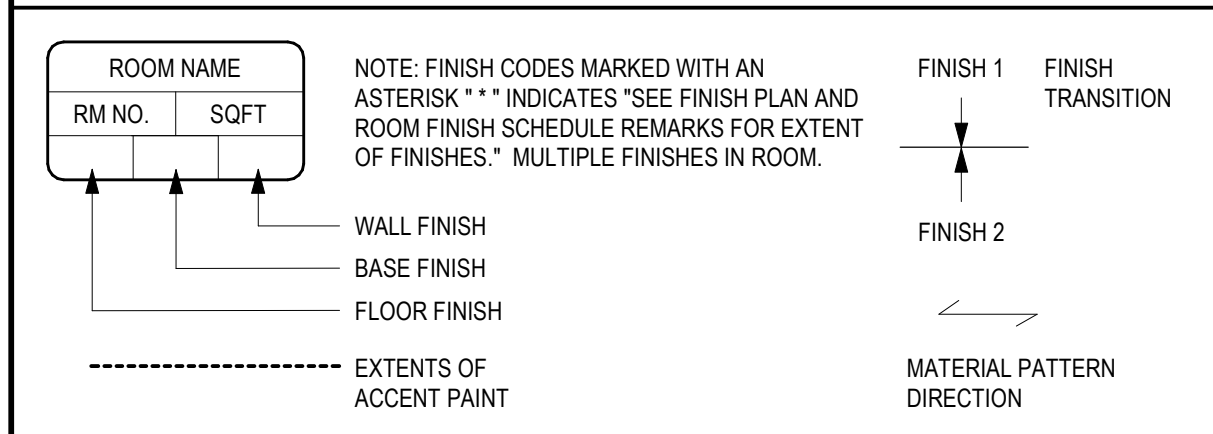 ROOM NAME
RM NO. SQFT
NOTE: FINISH CODES MARKED WITH AN
ASTERISK " * " INDICATES "SEE FINISH PLAN AND
ROOM FINISH SCHEDULE REMARKS FOR EXTENT
OF FINISHES." MULTIPLE FINISHES IN ROOM.
WALL FINISH
BASE FINISH
FLOOR FINISH
EXTENTS OF
ACCENT PAINT
FINISH 1
FINISH
TRANSITION
FINISH 2
MATERIAL PATTERN
DIRECTION